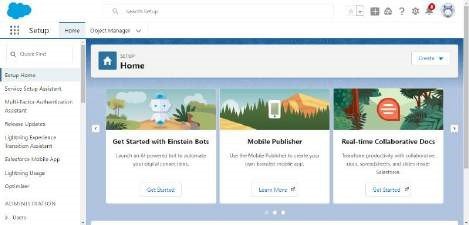 salesforce
Search Setup
8
Setup
Home
Object Manager
Quick Find
Setup Home
Service Setup Assistant
Multi-Factor Authentication
Assistant
Release Updates
Lightning Experience
Transition Assistant
Salesforce Mobile App
Lightning Usage
Optimizer
ADMINISTRATION
Users
SETUP
Home
Create
Get Started with Einstein Bots
Launch an AI-powered bot to automate
your digital connections.
Get Started
Mobile Publisher
Use the Mobile Publisher to create your
own branded mobile app.
Learn More
Real-time Collaborative Docs
Transform productivity with collaborative
docs, spreadsheets, and slides inside
Salesforce.
Get Started